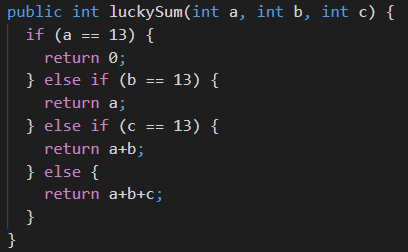 public int luckySum(int a, int b, int c) {
  if (a == 13) {
    return 0;
  } else if (b == 13) {
    return a;
  } else if (c == 13) {
    return a+b;
  } else {
    return a+b+c;
  }
}